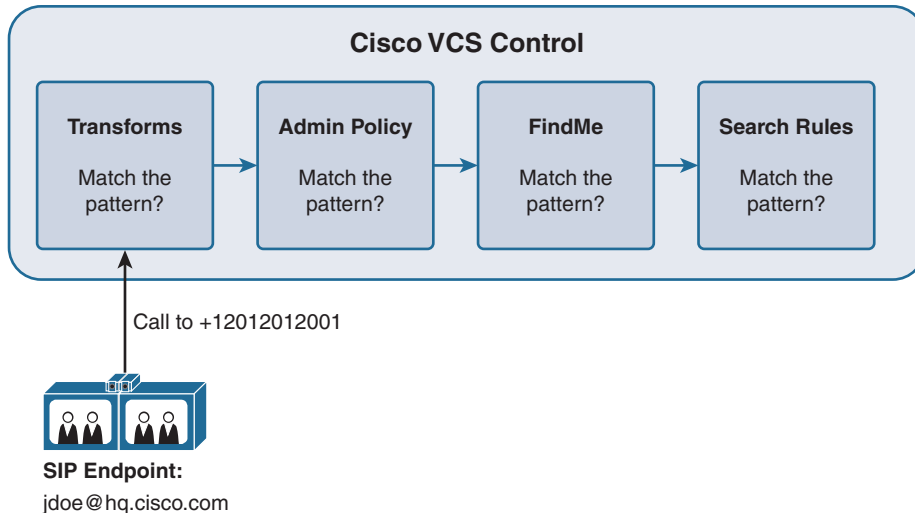 Cisco VCS Control
Transforms
Match the
pattern?
Admin Policy
Match the
pattern?
FindMe
Match the
pattern?
Search Rules
Match the
pattern?
Call to +12012012001
SIP Endpoint:
jdoe@hq.cisco.com